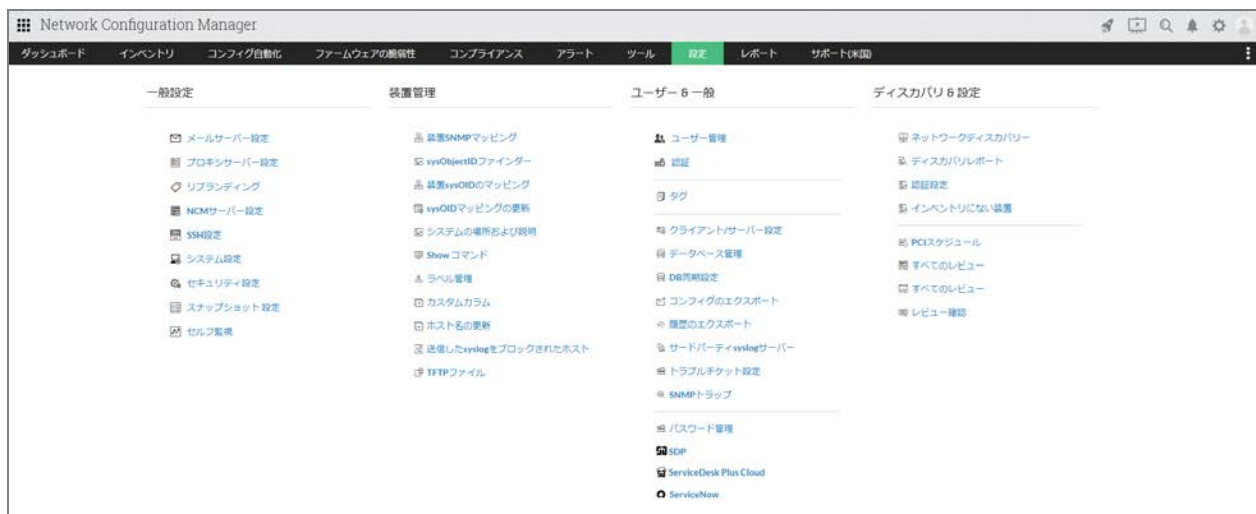 Network Configuration Manager
ダッシュボード インベントリ コンフィグ自動化 ファームウェアの脆弱性 コンプライアンス アラート ツール 設定 レポート サポート(米国)
一般設定
メールサーバー設定
プロキシサーバー設定
リブランディング
NCMサーバー設定
SSH設定
システム設定
セキュリティ設定
スナップショット設定
セルフ監視
装置管理
装置SNMPマッピング
sysObjectIDファインダー
装置sysOIDのマッピング
sysOIDマッピングの更新
システムの場所および説明
Show コマンド
ラベル管理
カスタムカラム
ホスト名の更新
送信したsyslogをブロックされたホスト
TFTPファイル
ユーザー & 一般
ユーザー管理
認証
タグ
クライアント/サーバー設定
データベース管理
DB同期設定
コンフィグのエクスポート
履歴のエクスポート
サードパーティsyslogサーバー
トラブルチケット設定
SNMPトラップ
パスワード管理
SDP
ServiceDesk Plus Cloud
ServiceNow
ディスカバリ & 設定
ネットワークディスカバリー
ディスカバリレポート
認証設定
インベントリにない装置
PCIスケジュール
すべてのレビュー
すべてのレビュー
レビュー確認